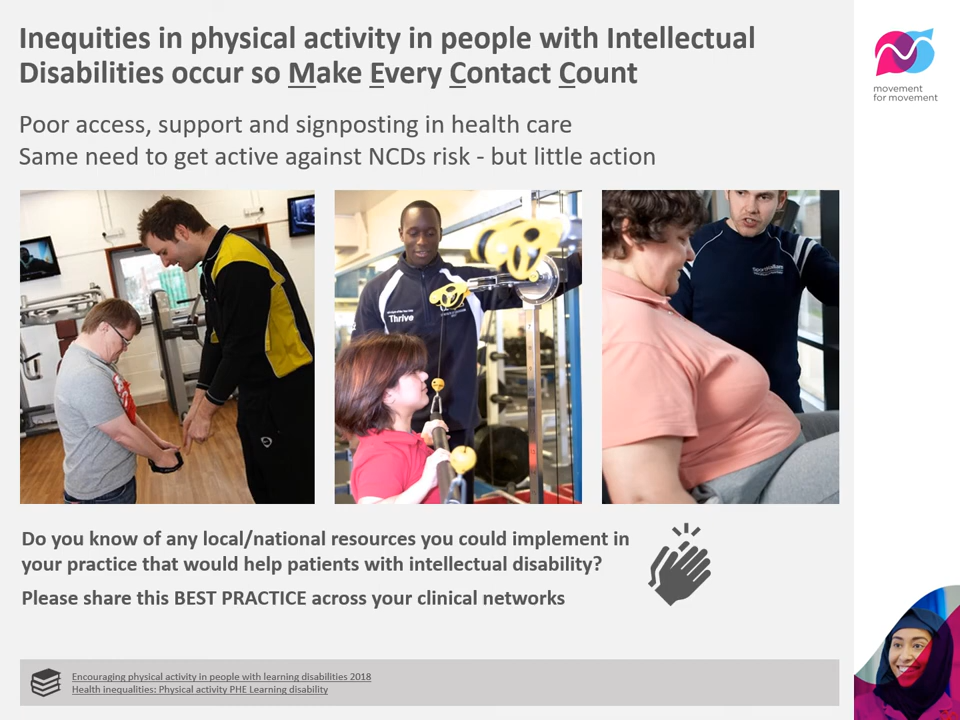 Inequities in physical activity in people with Intellectual
Disabilities occur so Make Every Contact Count
movement
for movement
Poor access, support and signposting in health care
Same need to get active against NCDs risk - but little action
Thrive
Do you know of any local/national resources you could implement in
your practice that would help patients with intellectual disability?
Please share this BEST PRACTICE across your clinical networks
Encouraging physical activity in people with learning disabilities 2018
Health inequalities: Physical activity PHE Learning disability